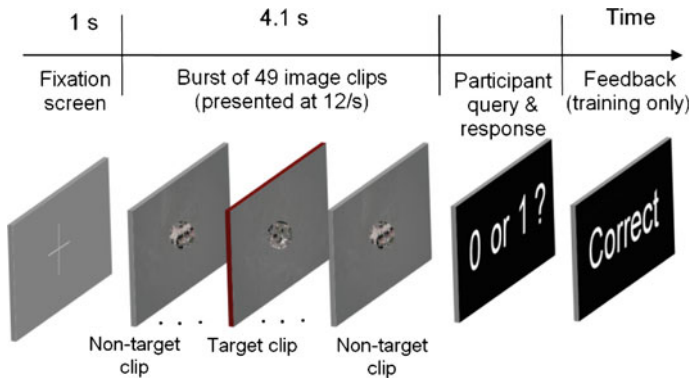 1 s
4.1 s
Time
Fixation
screen
Burst of 49 image clips
(presented at 12/s)
Participant
query &
response
Feedback
(training only)
0 or 1 ?
Correct
. . . .
. . . .
Non-target
clip
Target clip
Non-target
clip